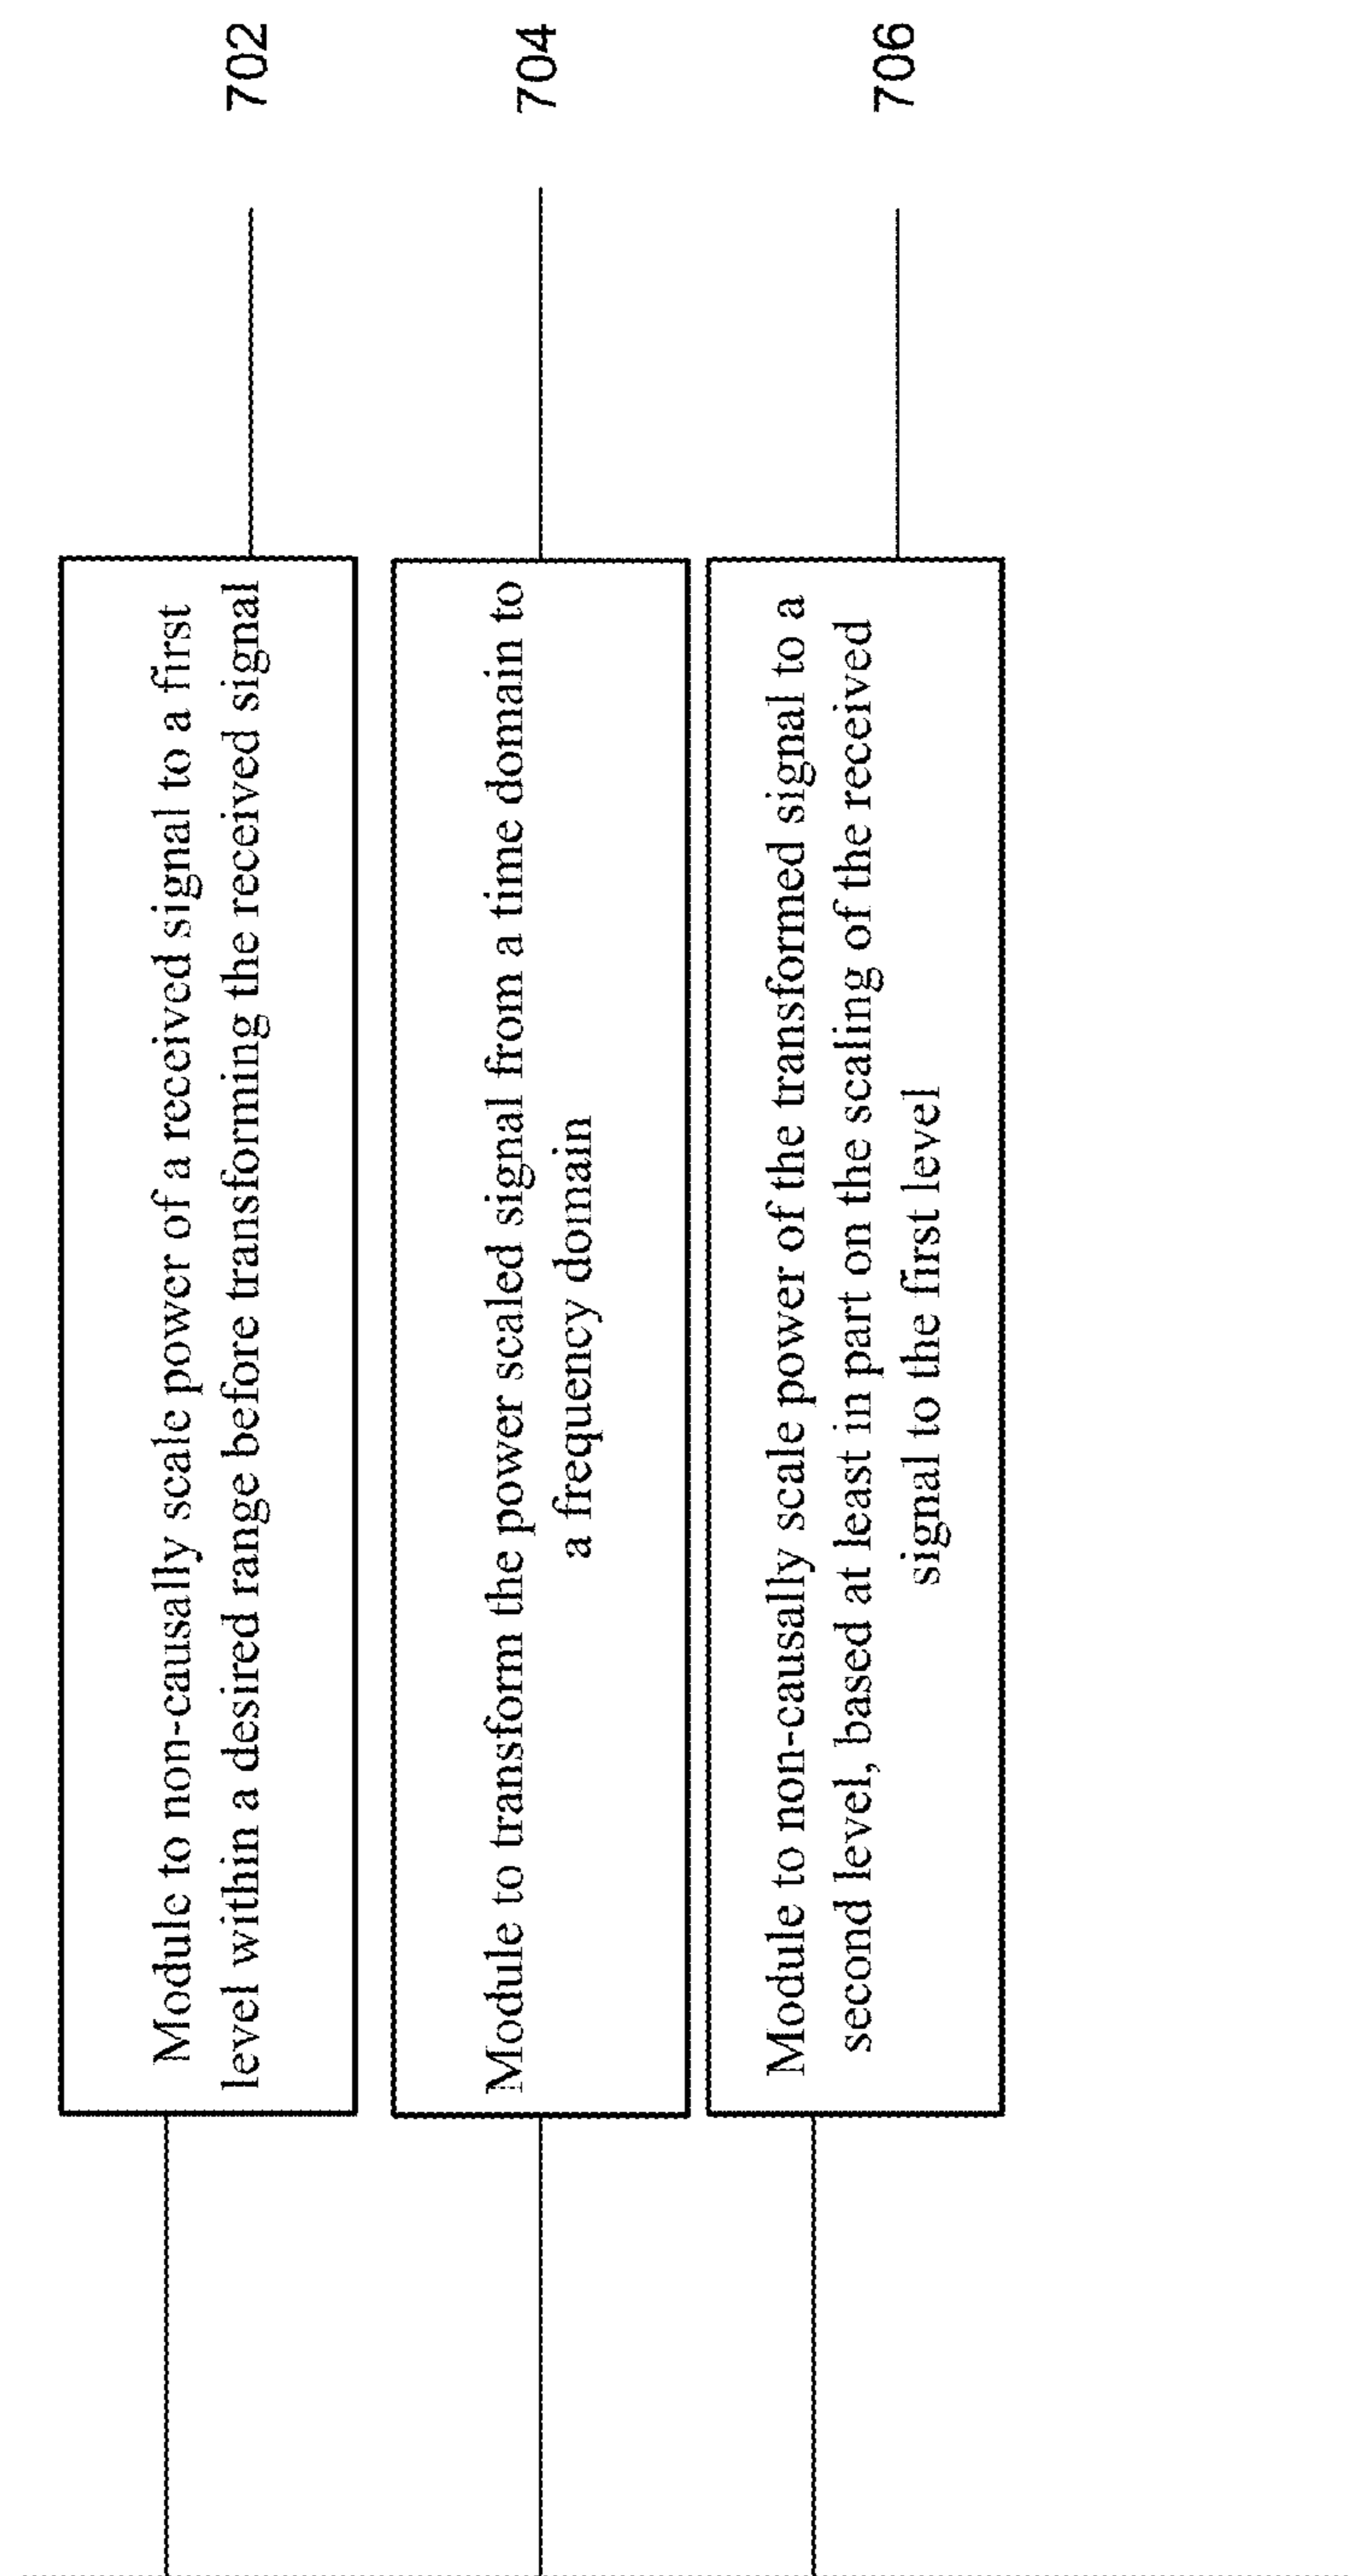 Module to non-causally scale power of a received signal to a first
level within a desired range before transforming the received signal
702
Module to transform the power scaled signal from a time domain to
a frequency domain
704
Module to non-causally scale power of the transformed signal to a
second level, based at least in part on the scaling of the received
signal to the first level
706